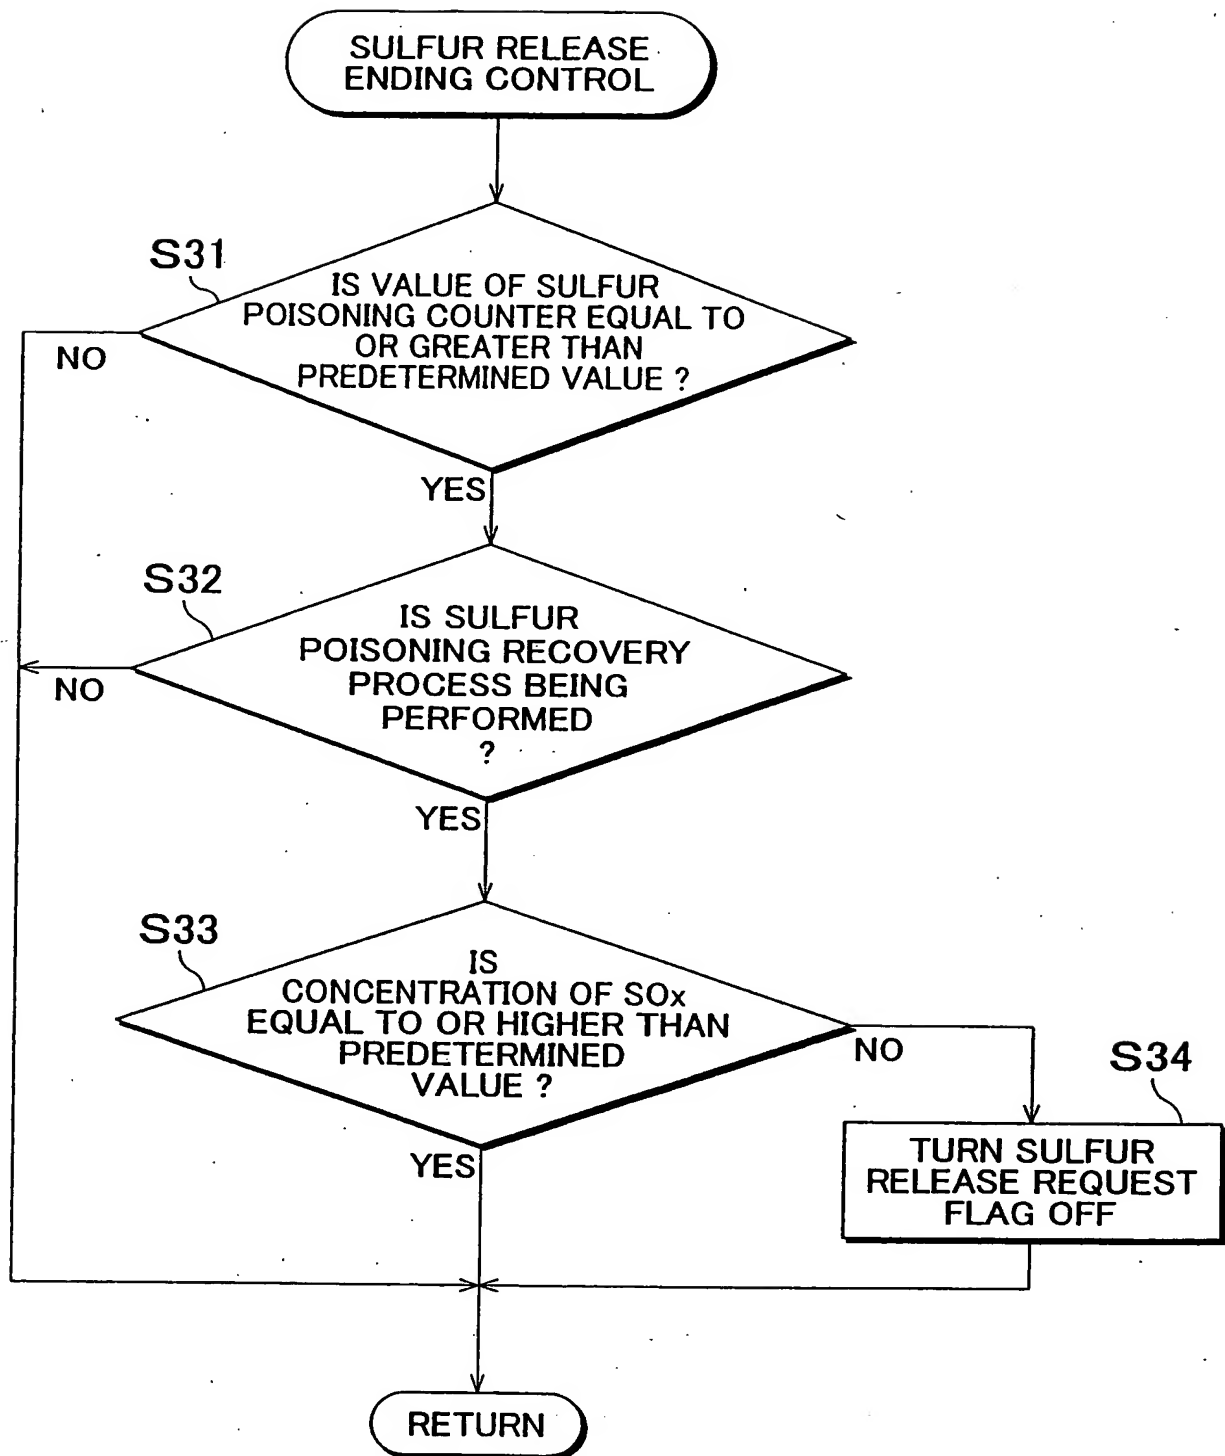 SULFUR RELEASE
ENDING CONTROL
S31
IS VALUE OF SULFUR
POISONING COUNTER EQUAL TO
OR GREATER THAN
PREDETERMINED VALUE ?
NO
YES
S32
IS SULFUR
POISONING RECOVERY
PROCESS BEING
PERFORMED
?
NO
YES
S33
IS
CONCENTRATION OF SOx
EQUAL TO OR HIGHER THAN
PREDETERMINED
VALUE ?
NO
YES
S34
TURN SULFUR
RELEASE REQUEST
FLAG OFF
RETURN